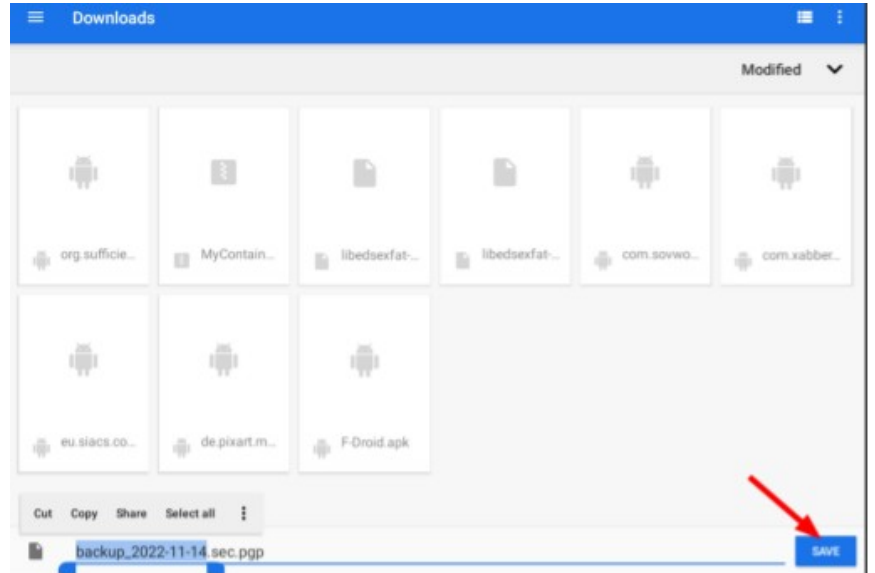 Downloads
Modified
org.sufficie...
MyContain...
libedsexfat-...
libedsexfat-...
com.sovwo...
com.xabber...
eu.siacs.co...
de.pixart.m...
F-Droid.apk
Cut Copy Share Select all
backup_2022-11-14.sec.pgp
SAVE